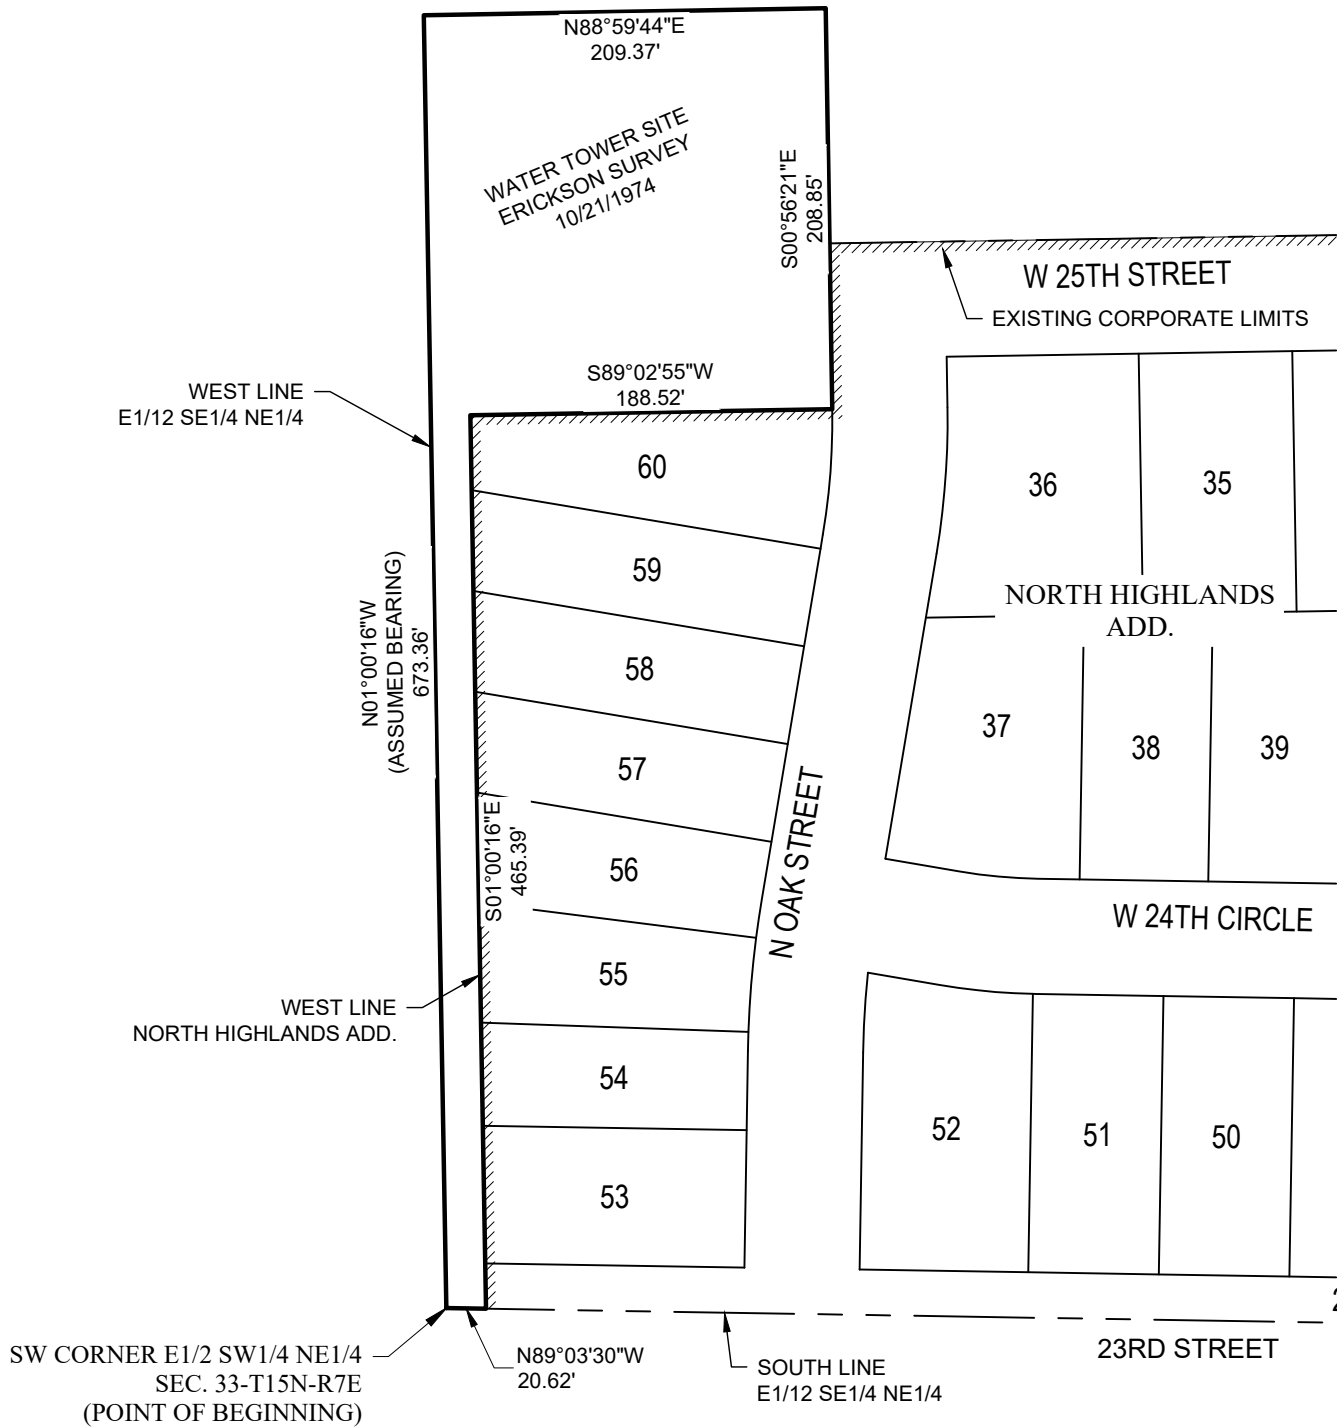 N88°59'44"E
209.37'
WATER TOWER SITE
ERICKSON SURVEY
10/21/1974
S00°56'21"E
208.85'
W 25TH STREET
EXISTING CORPORATE LIMITS
S89°02'55"W
188.52'
WEST LINE
E1/12 SE1/4 NE1/4
60
36
35
59
NORTH HIGHLANDS
ADD.
N01°00'16"W
(ASSUMED BEARING)
673.36'
58
37
38
39
57
S01°00'16"E
465.39'
56
N OAK STREET
W 24TH CIRCLE
55
WEST LINE
NORTH HIGHLANDS ADD.
54
52
51
50
53
SW CORNER E1/2 SW1/4 NE1/4
SEC. 33-T15N-R7E
(POINT OF BEGINNING)
N89°03'30"W
20.62'
SOUTH LINE
E1/12 SE1/4 NE1/4
23RD STREET